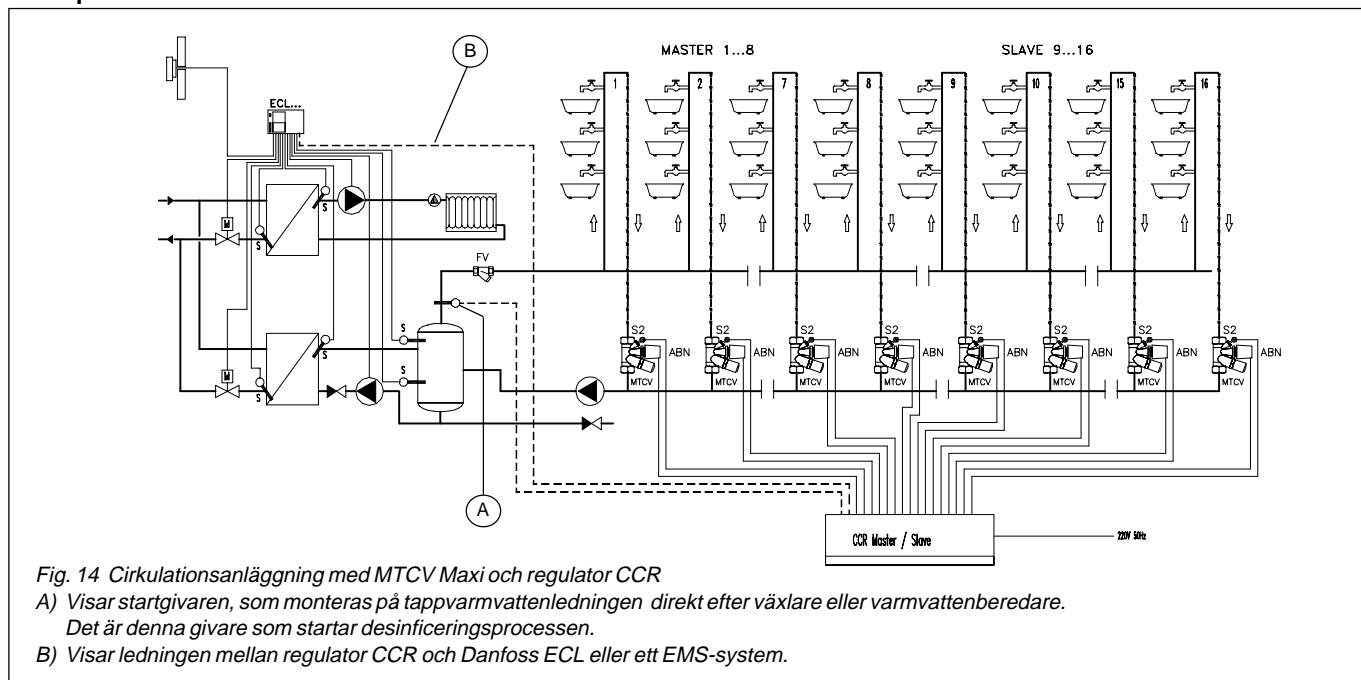 B
MASTER 1...8
SLAVE 9...16
ECL...
1
2
7
8
9
10
15
16
S
S
M
S
FV
S
S
S
M
S
S2
S2
S2
S2
S2
S2
S2
S2
ABN
ABN
ABN
ABN
ABN
ABN
ABN
ABN
MTCV
MTCV
MTCV
MTCV
MTCV
MTCV
MTCV
MTCV
A
CCR Master / Slave
220V 50Hz
Fig. 14 Cirkulationsanläggning med MTCV Maxi och regulator CCR
A) Visar startgivaren, som monteras på tappvarmvattenledningen direkt efter växlare eller varmvattenberedare.
Det är denna givare som startar desinficeringsprocessen.
B) Visar ledningen mellan regulator CCR och Danfoss ECL eller ett EMS-system.